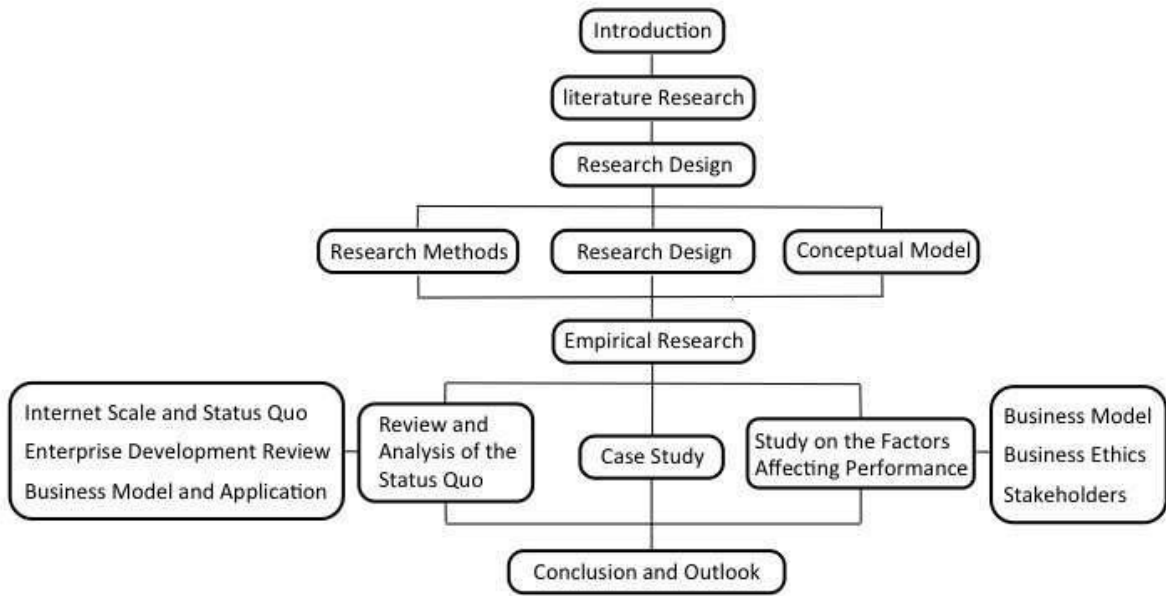 Introduction
literature Research
Research Design
Research Methods
Research Design
Conceptual Model
Empirical Research
Internet Scale and Status Quo
Enterprise Development Review
Business Model and Application
Review and
Analysis of the
Status Quo
Case Study
Study on the Factors
Affecting Performance
Business Model
Business Ethics
Stakeholders
Conclusion and Outlook